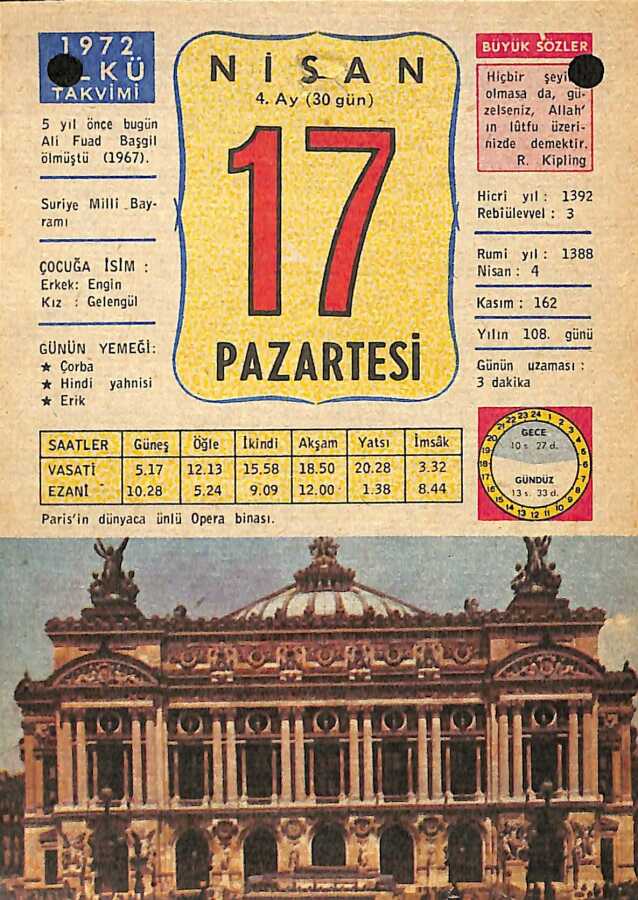 1972
ÜLKÜ
TAKVİMİ
5 yıl önce bugün
Ali Fuad Başgil
ölmüştü (1967).
Suriye Milli Bay-
ramı
ÇOCUĞA İSİM :
Erkek: Engin
Kız : Gelengül
GÜNÜN YEMEĞİ:
★ Çorba
★ Hindi yahnisi
★ Erik
NİSAN
4. Ay (30 gün)
17
PAZARTESİ
BÜYÜK SÖZLER
Hiçbir
olmasa da, gü-
zelseniz, Allah'
ın lûtfu üzeri-
nizde demektir.
R. Kipling
Hicri yıl : 1392
Rebiülevvel : 3
Rumi yıl : 1388
Nisan : 4
Kasım : 162
Yılın 108. günü
Günün uzaması :
3 dakika
SAATLER Güneş Öğle İkindi Akşam Yatsı İmsâk
VASATİ 5.17 12.13 15.58 18.50 20.28 3.32
EZANİ 10.28 5.24 9.09 12.00 1.38 8.44
GECE
10 s. 27 d.
GÜNDÜZ
13 s. 33 d.
Paris'in dünyaca ünlü Opera binası.